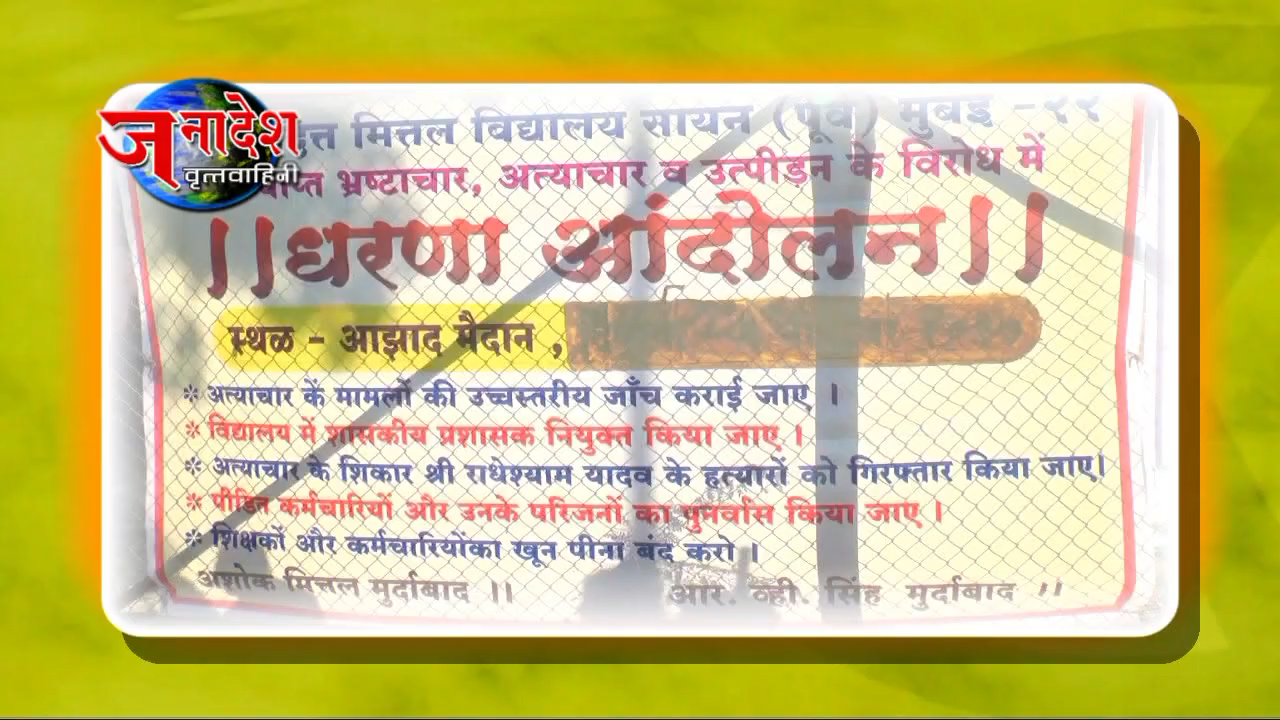 जनादेश
वृत्तवाहिनी
मित्तल विद्यालय सायन (पूर्व) मुंबई -२२
भ्रष्टाचार, अत्याचार व उत्पीड़न के विरोध में
||धरणा आंदोलन||
स्थळ - आझाद मैदान ,
* अत्याचार कें मामलों की उच्चस्तरीय जाँच कराई जाए ।
* विद्यालय में शासकीय प्रशासक नियुक्त किया जाए ।
* अत्याचार के शिकार श्री राधेश्याम यादव के हत्यारों को गिरफ्तार किया जाए।
* पीडित कर्मचारियों और उनके परिजनों का पुनर्वास किया जाए ।
* शिक्षकों और कर्मचारियोंका खून पीना बंद करो ।
अशोक मित्तल मुर्दाबाद ।। आर. व्ही. सिंह मुर्दाबाद ।।